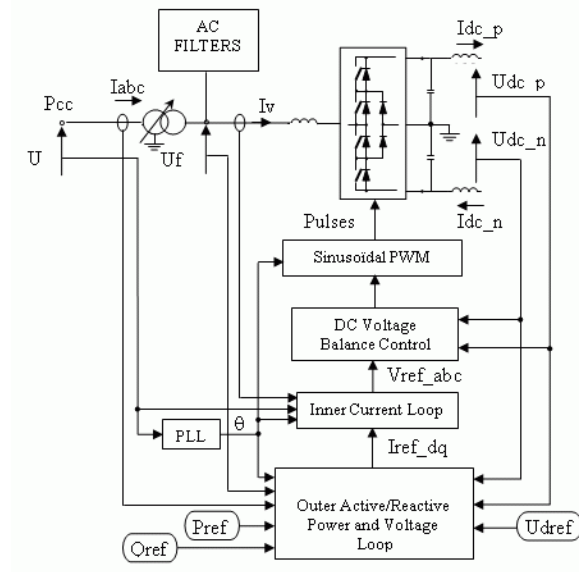 AC
FILTERS
Idc_p
Iabc
Pcc
Iv
Udc_p
U
Uf
Udc_n
Idc_n
Pulses
Sinusoïdal PWM
DC Voltage
Balance Control
Vref_abc
Inner Current Loop
PLL
θ
Iref_dq
Outer Active/Reactive
Power and Voltage
Loop
Pref
Udref
Qref